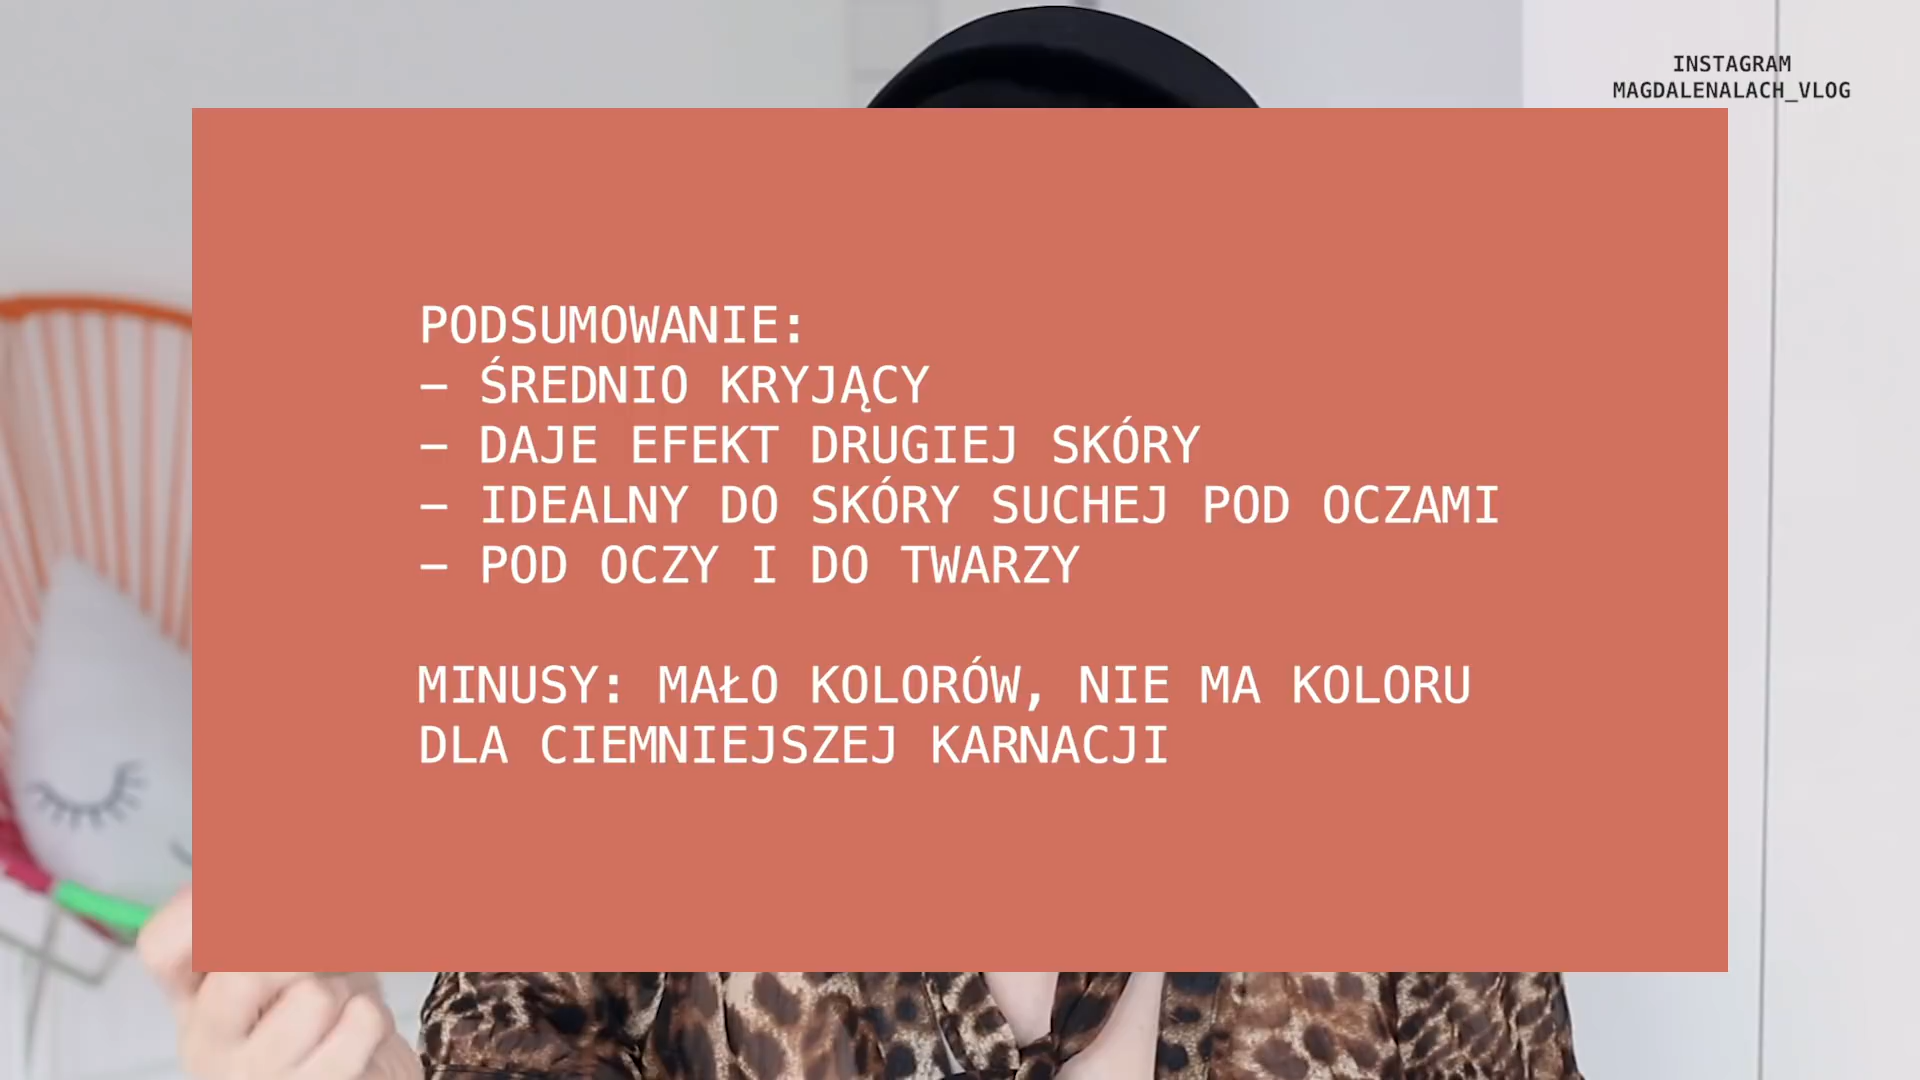 INSTAGRAM
MAGDALENALACH_VLOG
PODSUMOWANIE:
– ŚREDNIO KRYJĄCY
– DAJE EFEKT DRUGIEJ SKÓRY
– IDEALNY DO SKÓRY SUCHEJ POD OCZAMI
– POD OCZY I DO TWARZY
MINUSY: MAŁO KOLORÓW, NIE MA KOLORU
DLA CIEMNIEJSZEJ KARNACJI